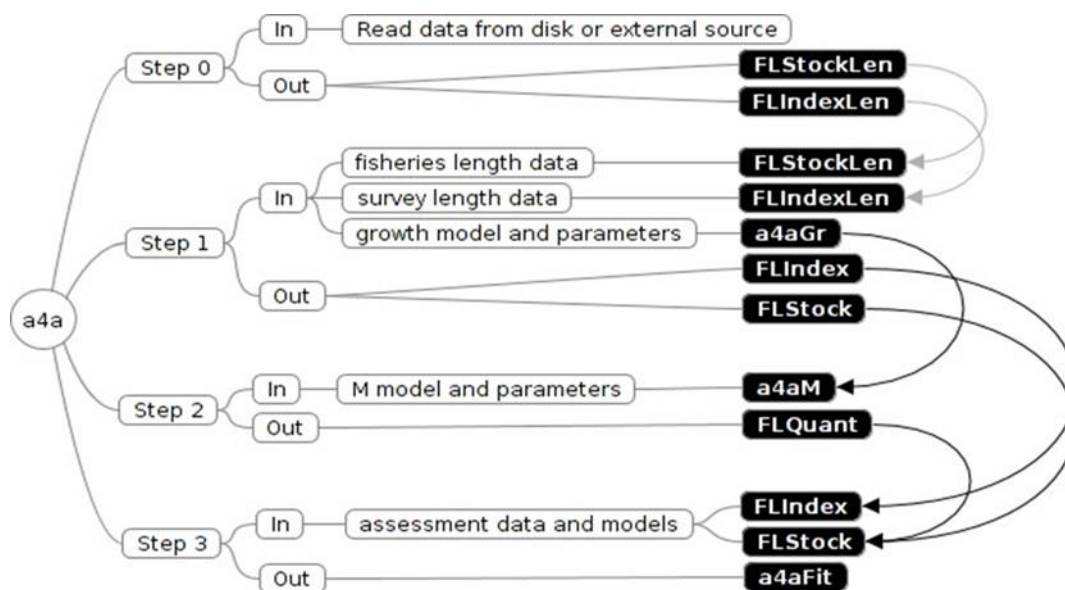 a4a
Step 0
In
Read data from disk or external source
Out
FLStockLen
FLIndexLen
Step 1
In
fisheries length data
FLStockLen
survey length data
FLIndexLen
growth model and parameters
a4aGr
Out
FLIndex
FLStock
Step 2
In
M model and parameters
a4aM
Out
FLQuant
Step 3
In
assessment data and models
FLIndex
FLStock
Out
a4aFit